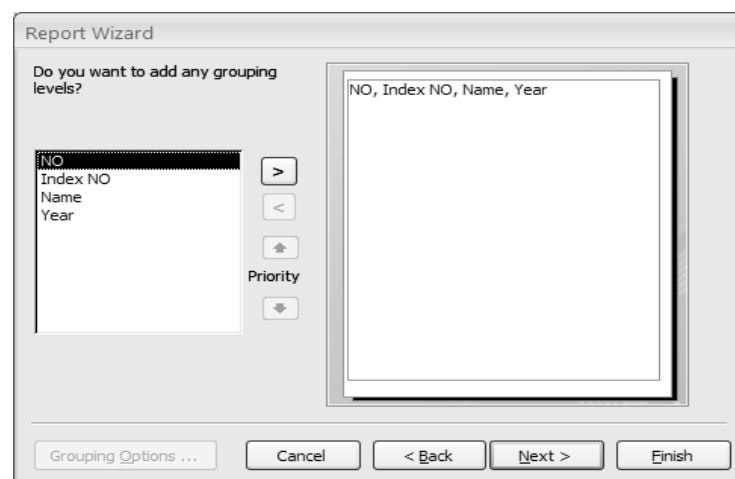 Report Wizard
Do you want to add any grouping
levels?
NO, Index NO, Name, Year
NO
Index NO
Name
Year
>
<
Priority
Grouping Options ...
Cancel
< Back
Next >
Finish